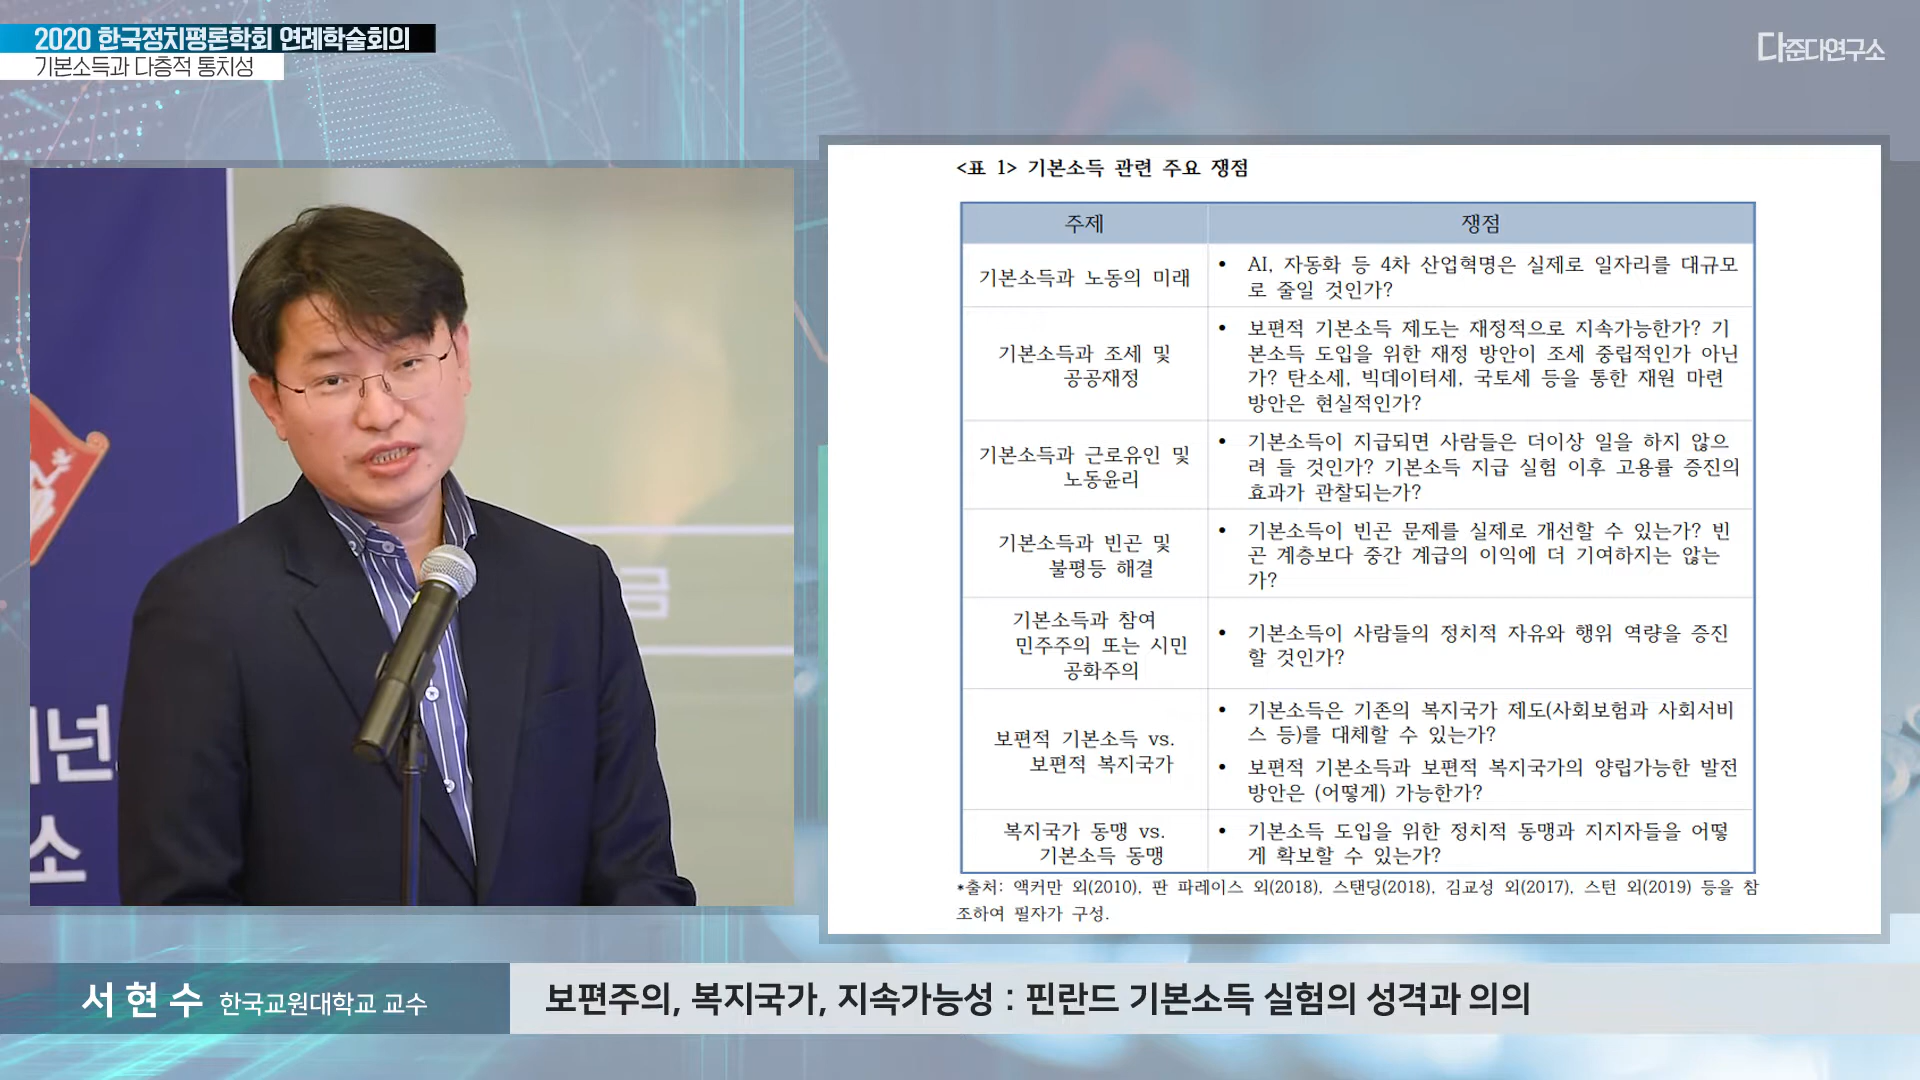 2020 한국정치평론학회 연례학술회의
기본소득과 다층적 통치성
다준다연구소
<표 1> 기본소득 관련 주요 쟁점
주제
쟁점
기본소득과 노동의 미래
• AI, 자동화 등 4차 산업혁명은 실제로 일자리를 대규모
로 줄일 것인가?
기본소득과 조세 및
공공재정
• 보편적 기본소득 제도는 재정적으로 지속가능한가? 기
본소득 도입을 위한 재정 방안이 조세 중립적인가 아닌
가? 탄소세, 빅데이터세, 국토세 등을 통한 재원 마련
방안은 현실적인가?
기본소득과 근로유인 및
노동윤리
• 기본소득이 지급되면 사람들은 더이상 일을 하지 않으
려 들 것인가? 기본소득 지급 실험 이후 고용률 증진의
효과가 관찰되는가?
기본소득과 빈곤 및
불평등 해결
• 기본소득이 빈곤 문제를 실제로 개선할 수 있는가? 빈
곤 계층보다 중간 계급의 이익에 더 기여하지는 않는
가?
기본소득과 참여
민주주의 또는 시민
공화주의
• 기본소득이 사람들의 정치적 자유와 행위 역량을 증진
할 것인가?
보편적 기본소득 vs.
보편적 복지국가
• 기본소득은 기존의 복지국가 제도(사회보험과 사회서비
스 등)를 대체할 수 있는가?
• 보편적 기본소득과 보편적 복지국가의 양립가능한 발전
방안은 (어떻게) 가능한가?
복지국가 동맹 vs.
기본소득 동맹
• 기본소득 도입을 위한 정치적 동맹과 지지자들을 어떻
게 확보할 수 있는가?
*출처: 액커만 외(2010), 판 파레이스 외(2018), 스탠딩(2018), 김교성 외(2017), 스턴 외(2019) 등을 참
조하여 필자가 구성.
금
넌
소
서현수 한국교원대학교 교수
보편주의, 복지국가, 지속가능성 : 핀란드 기본소득 실험의 성격과 의의